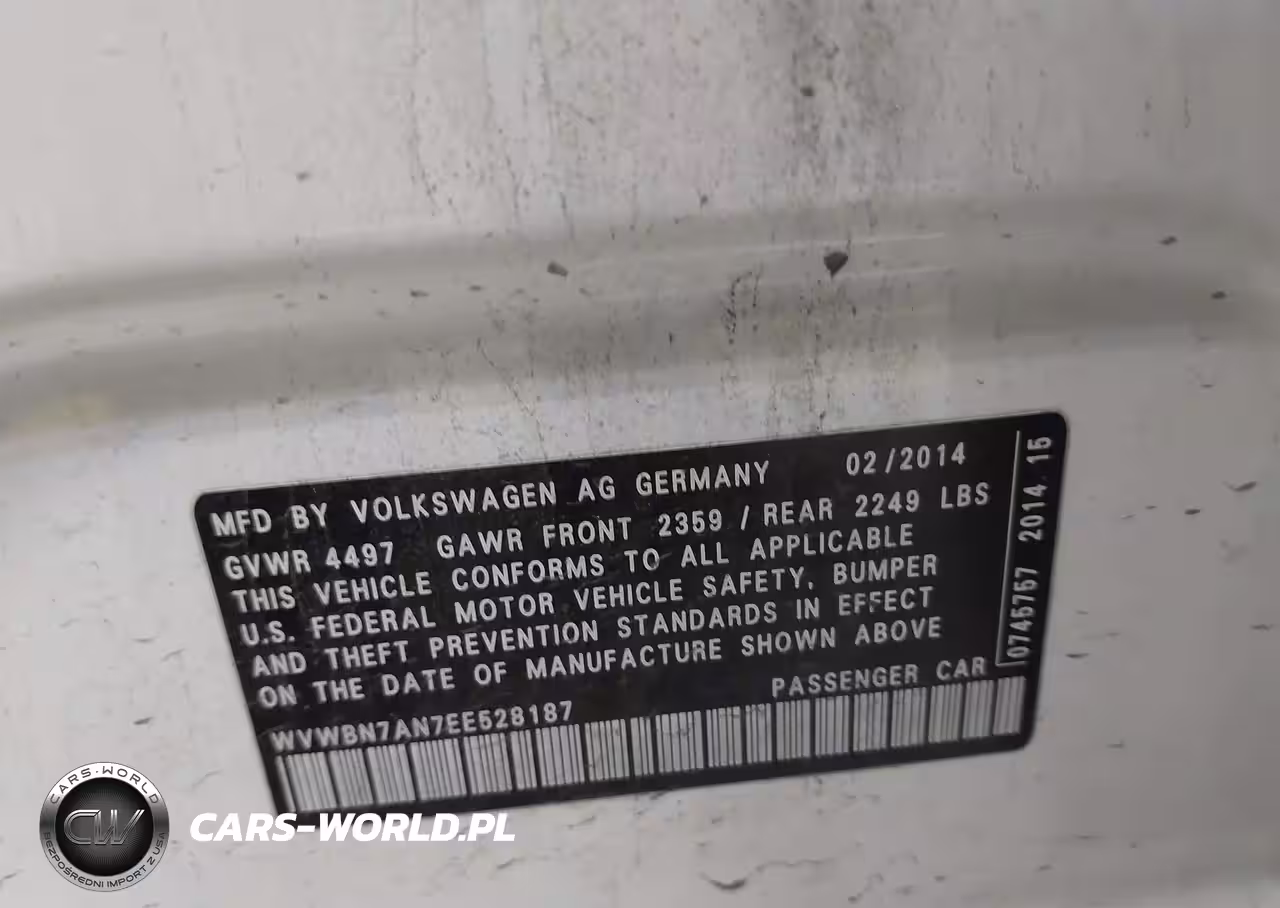 MFD BY VOLKSWAGEN AG GERMANY 02/2014
GVWR 4497 GAWR FRONT 2359 / REAR 2249 LBS
THIS VEHICLE CONFORMS TO ALL APPLICABLE
U.S. FEDERAL MOTOR VEHICLE SAFETY, BUMPER
AND THEFT PREVENTION STANDARDS IN EFFECT
ON THE DATE OF MANUFACTURE SHOWN ABOVE
PASSENGER CAR
WVWBN7AN7EE528187
0745757 2014 15
CARS-WORLD
CW
BEZPOŚREDNI IMPORT Z USA
CARS-WORLD.PL